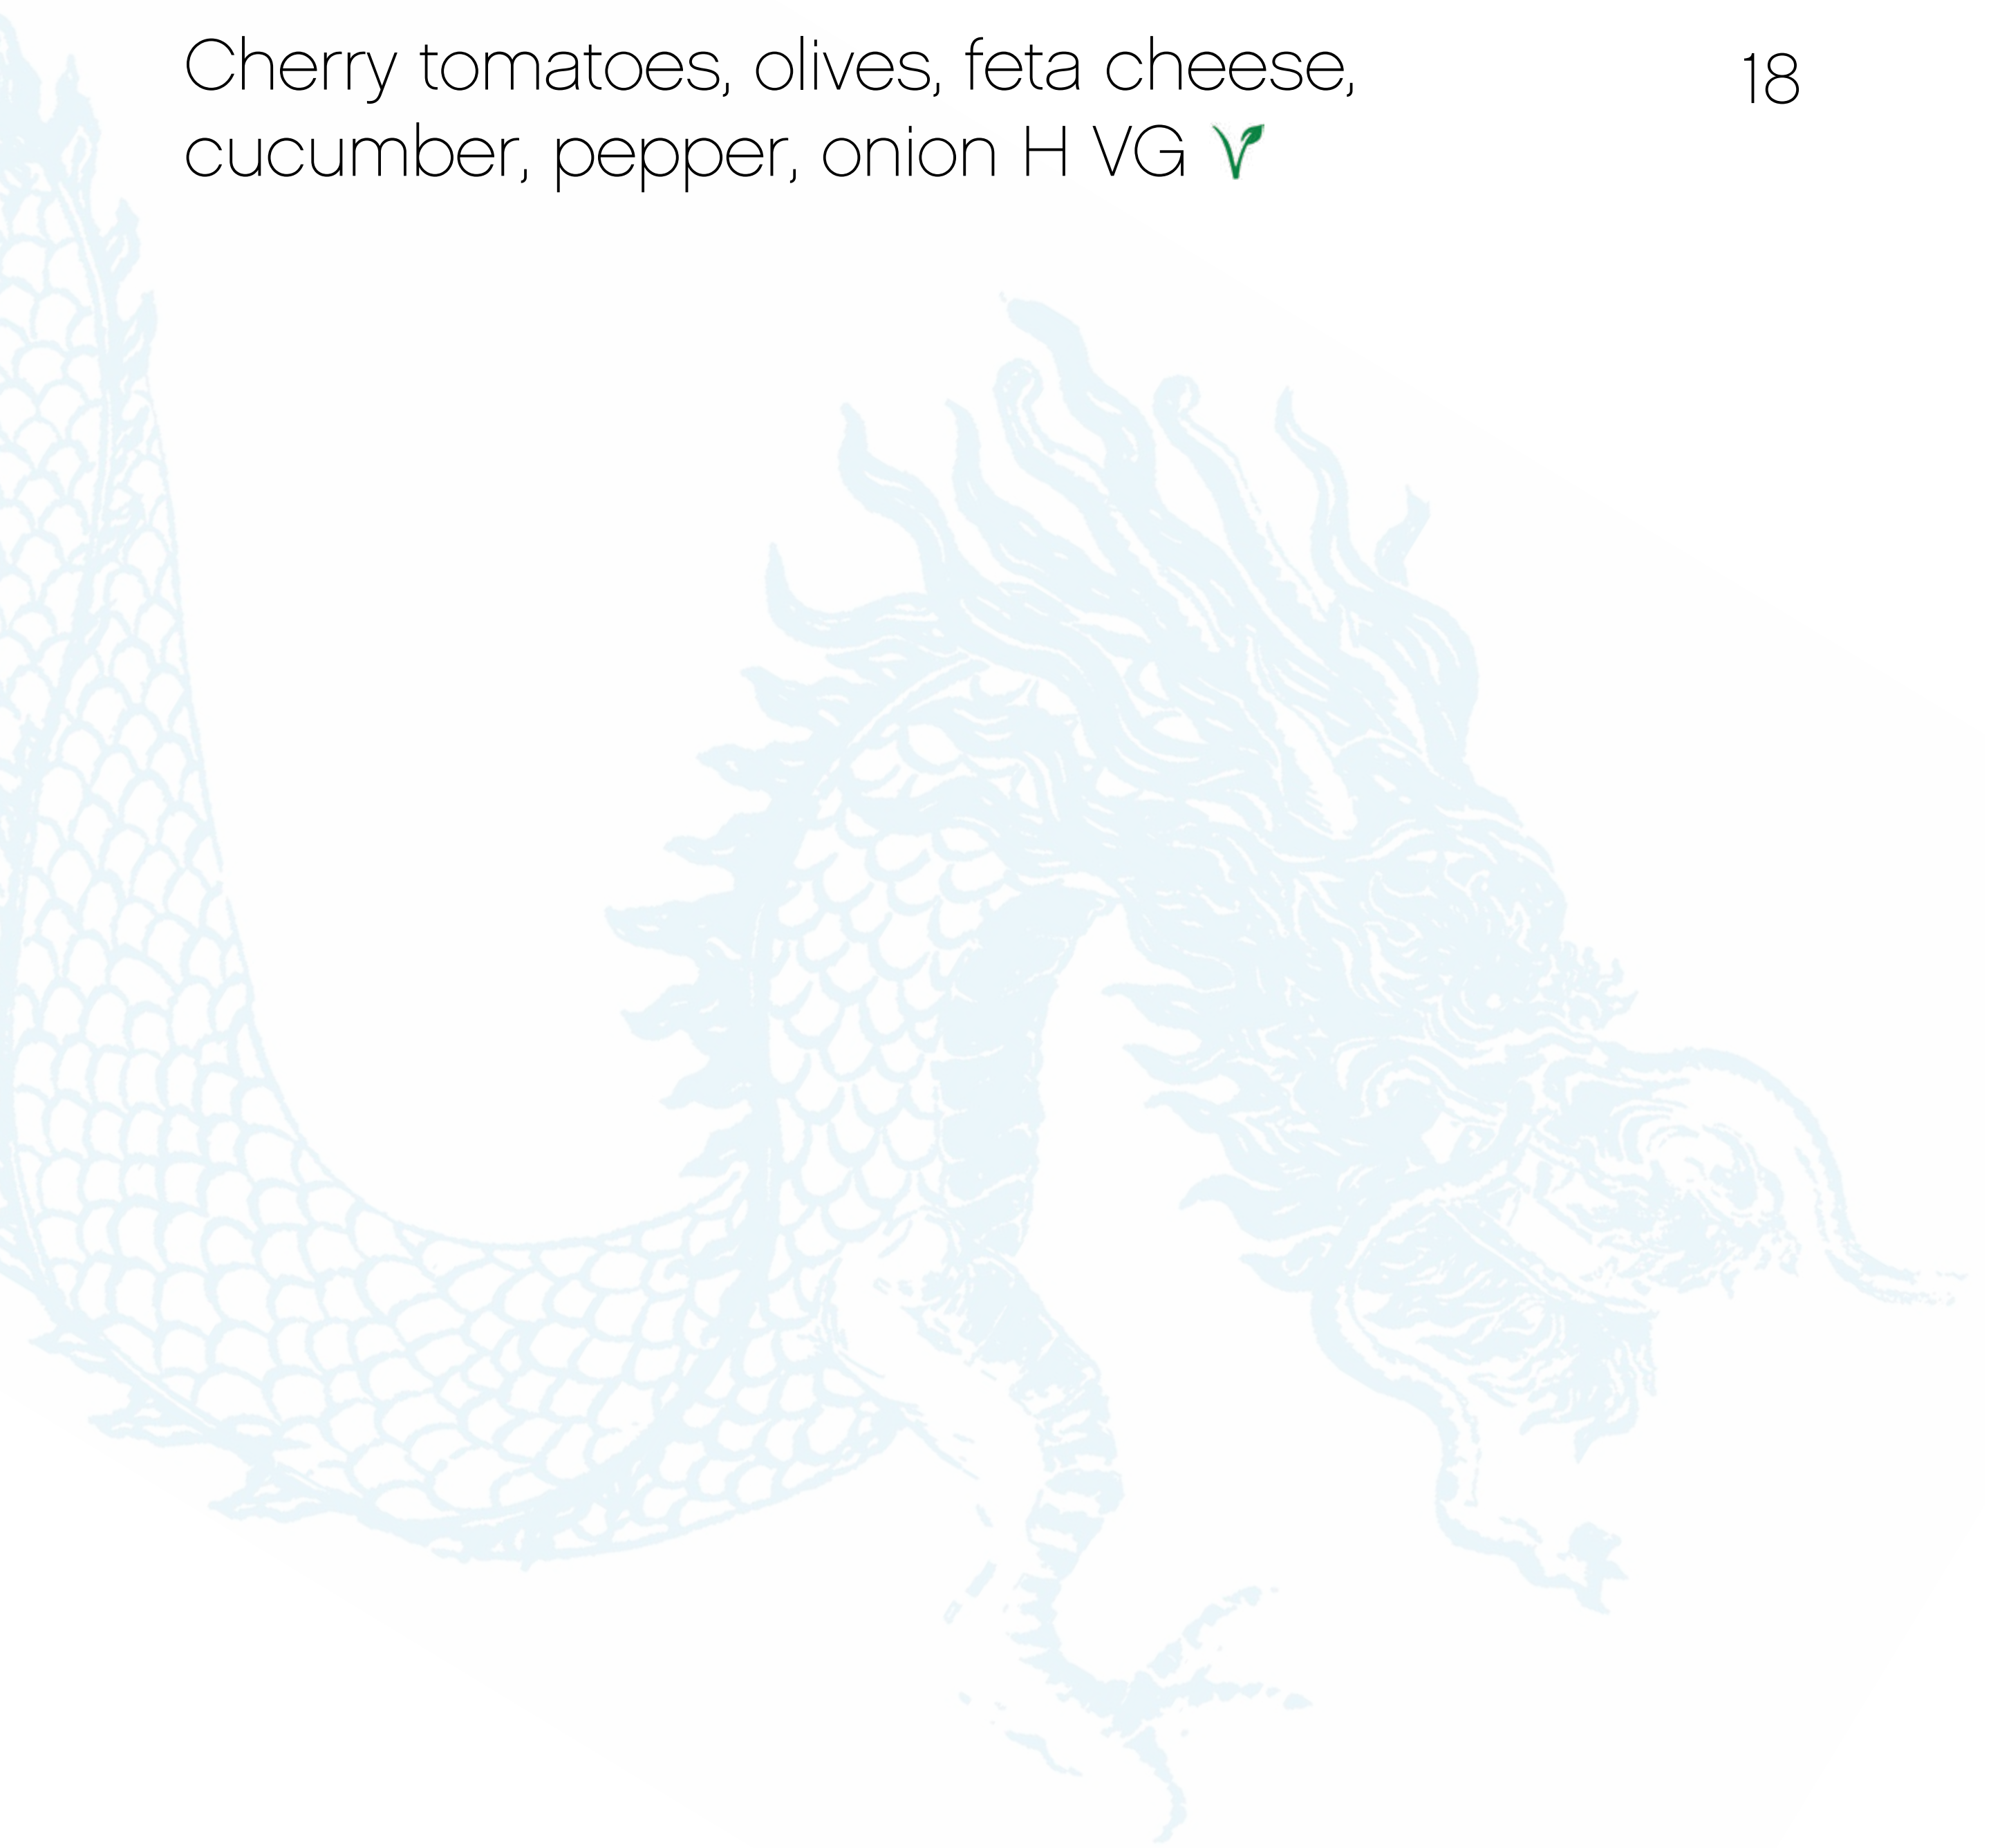 Cherry tomatoes, olives, feta cheese, 18
cucumber, pepper, onion H VG